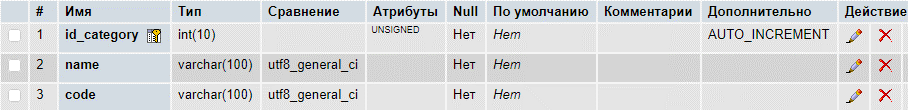 # Имя Тип Сравнение Атрибуты Null По умолчанию Комментарии Дополнительно Действие
1 id_category int(10) UNSIGNED Нет Нет AUTO_INCREMENT
2 name varchar(100) utf8_general_ci Нет Нет
3 code varchar(100) utf8_general_ci Нет Нет